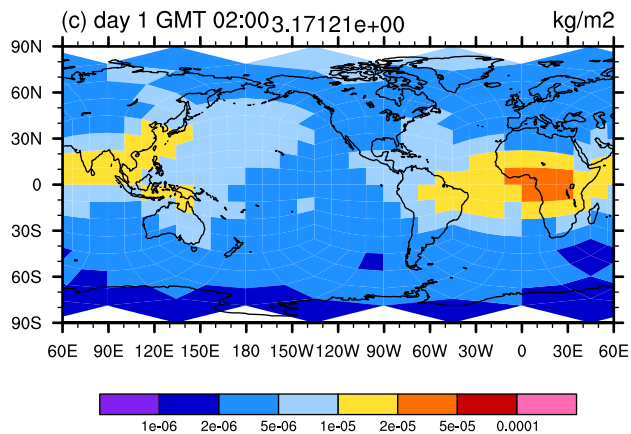 (c) day 1 GMT 02:00 3.17121e+00 kg/m2
90N
60N
30N
0
30S
60S
90S
60E 90E 120E 150E 180 150W 120W 90W 60W 30W 0 30E 60E
1e-06 2e-06 5e-06 1e-05 2e-05 5e-05 0.0001